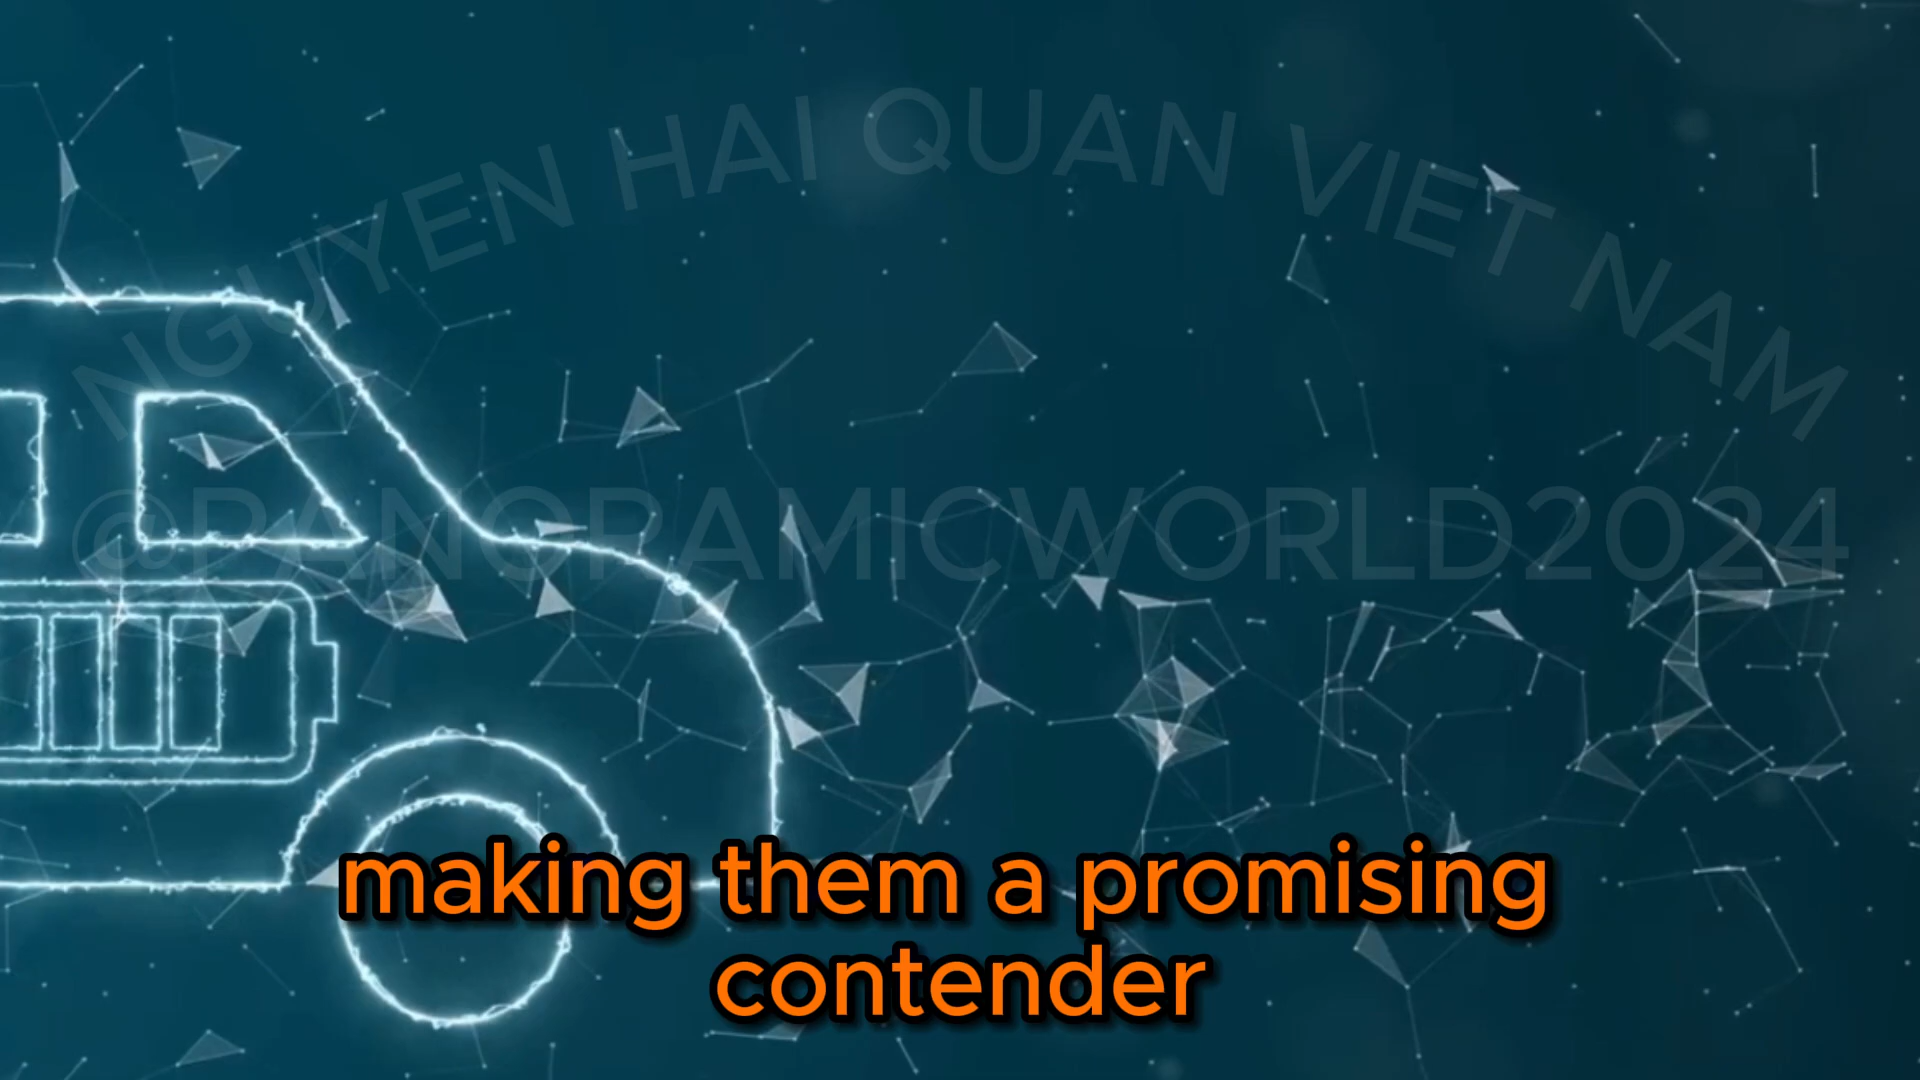 NGUYEN HAI QUAN VIET NAM
@PANORAMICWORLD2024
making them a promising
contender